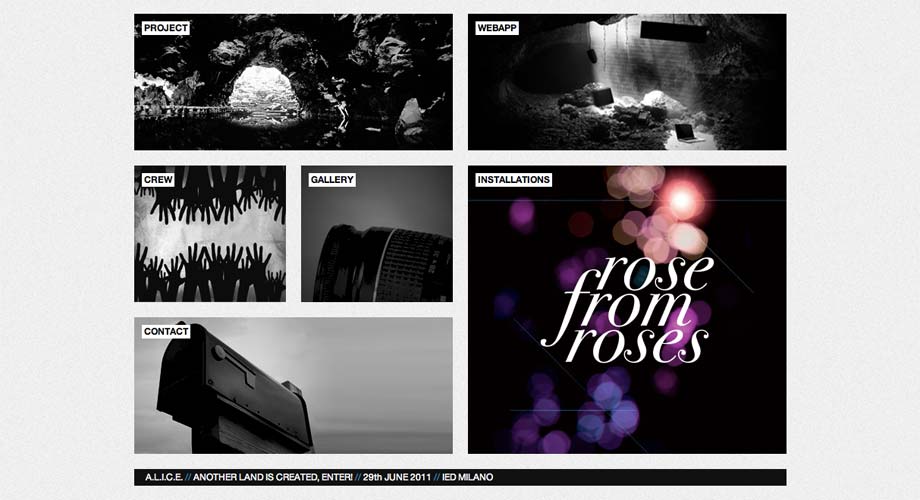 PROJECT
WEBAPP
CREW
GALLERY
INSTALLATIONS
rose
from
roses
CONTACT
A.L.I.C.E. // ANOTHER LAND IS CREATED, ENTER! // 29th JUNE 2011 // IED MILANO